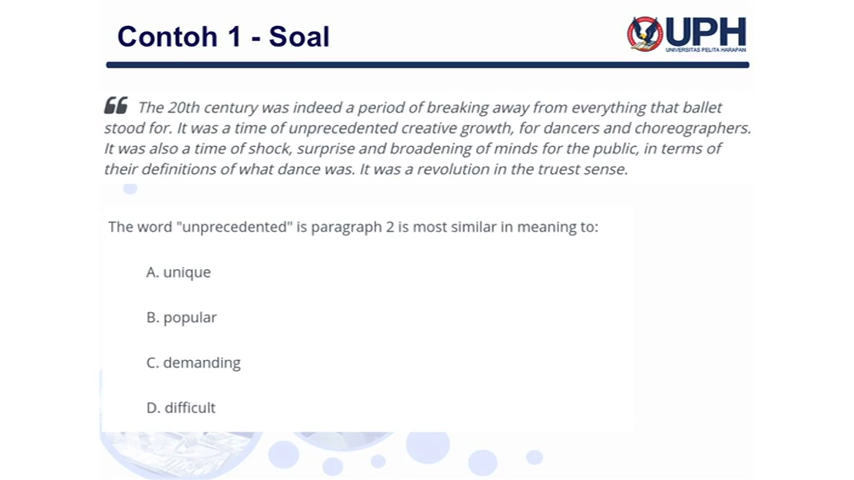 Contoh 1 - Soal
UPH
UNIVERSITAS PELITA HARAPAN
The 20th century was indeed a period of breaking away from everything that ballet
stood for. It was a time of unprecedented creative growth, for dancers and choreographers.
It was also a time of shock, surprise and broadening of minds for the public, in terms of
their definitions of what dance was. It was a revolution in the truest sense.
The word "unprecedented" is paragraph 2 is most similar in meaning to:
A. unique
B. popular
C. demanding
D. difficult